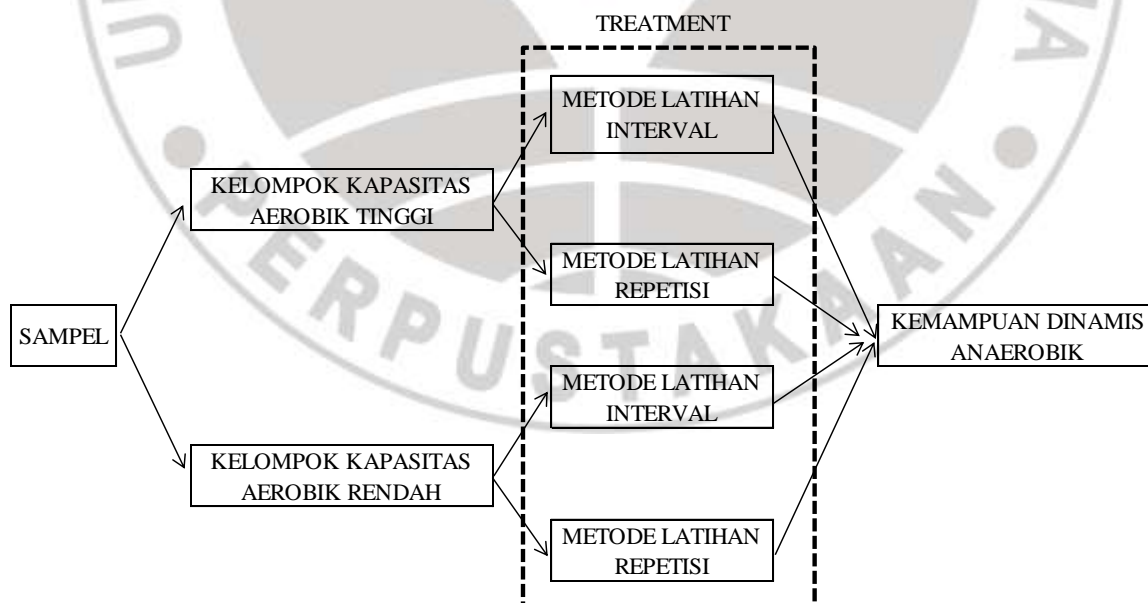 TREATMENT
METODE LATIHAN
INTERVAL
KELOMPOK KAPASITAS
AEROBIK TINGGI
METODE LATIHAN
REPETISI
SAMPEL
KEMAMPUAN DINAMIS
ANAEROBIK
METODE LATIHAN
INTERVAL
KELOMPOK KAPASITAS
AEROBIK RENDAH
METODE LATIHAN
REPETISI
PERPUSTAKAAN